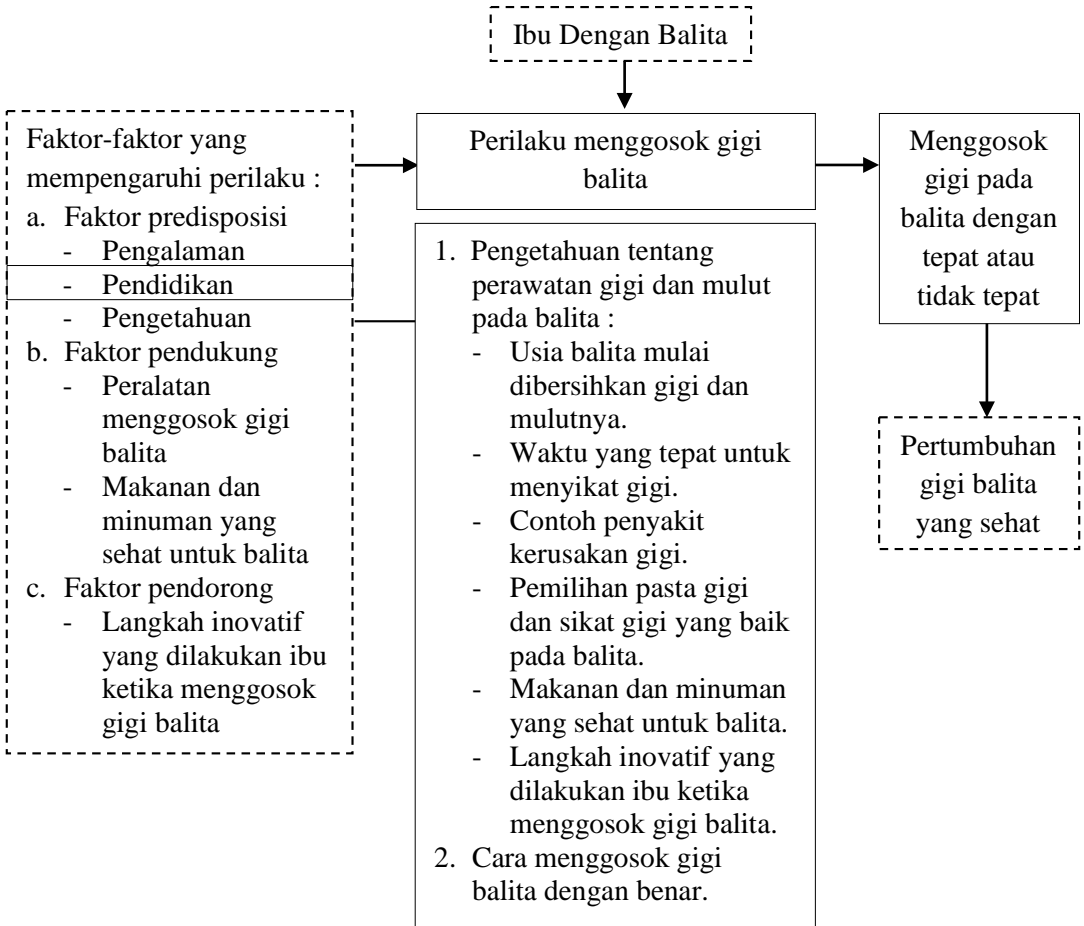 Ibu Dengan Balita
Faktor-faktor yang
mempengaruhi perilaku :
a. Faktor predisposisi
- Pengalaman
- Pendidikan
- Pengetahuan
b. Faktor pendukung
- Peralatan
menggosok gigi
balita
- Makanan dan
minuman yang
sehat untuk balita
c. Faktor pendorong
- Langkah inovatif
yang dilakukan ibu
ketika menggosok
gigi balita
Perilaku menggosok gigi
balita
1. Pengetahuan tentang
perawatan gigi dan mulut
pada balita :
- Usia balita mulai
dibersihkan gigi dan
mulutnya.
- Waktu yang tepat untuk
menyikat gigi.
- Contoh penyakit
kerusakan gigi.
- Pemilihan pasta gigi
dan sikat gigi yang baik
pada balita.
- Makanan dan minuman
yang sehat untuk balita.
- Langkah inovatif yang
dilakukan ibu ketika
menggosok gigi balita.
2. Cara menggosok gigi
balita dengan benar.
Menggosok
gigi pada
balita dengan
tepat atau
tidak tepat
Pertumbuhan
gigi balita
yang sehat